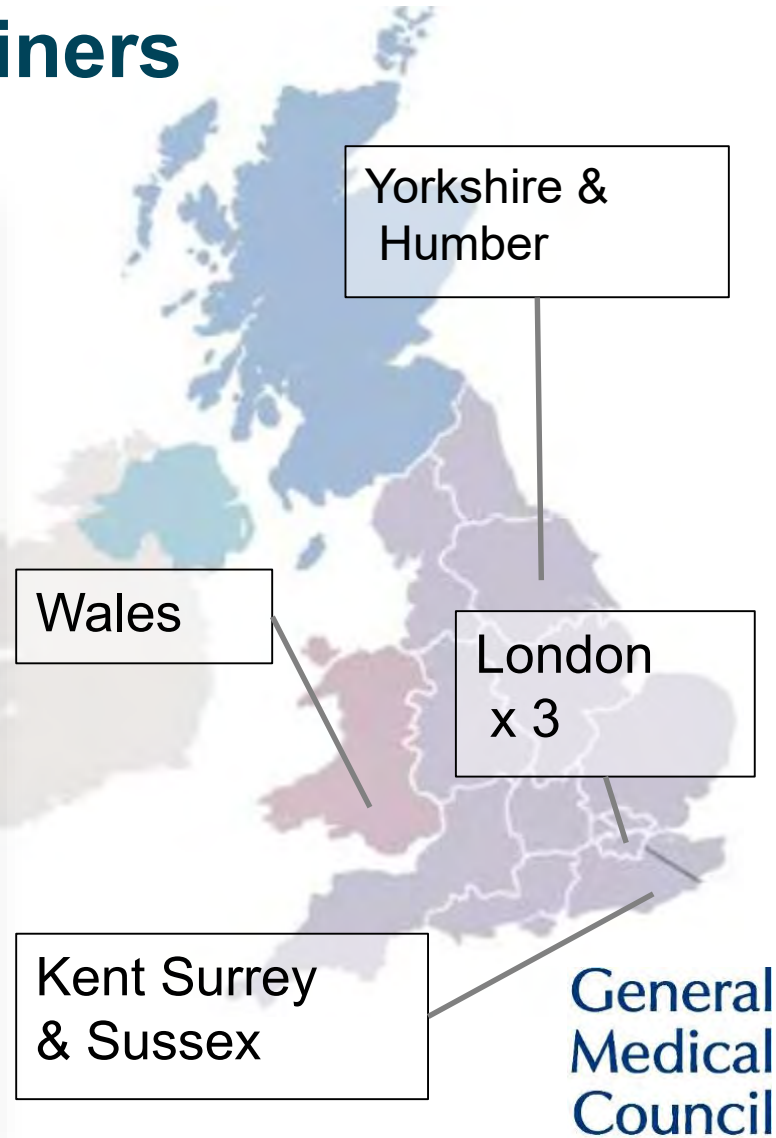 iners
Yorkshire &
Humber
Wales
London
x 3
Kent Surrey
& Sussex
General
Medical
Council